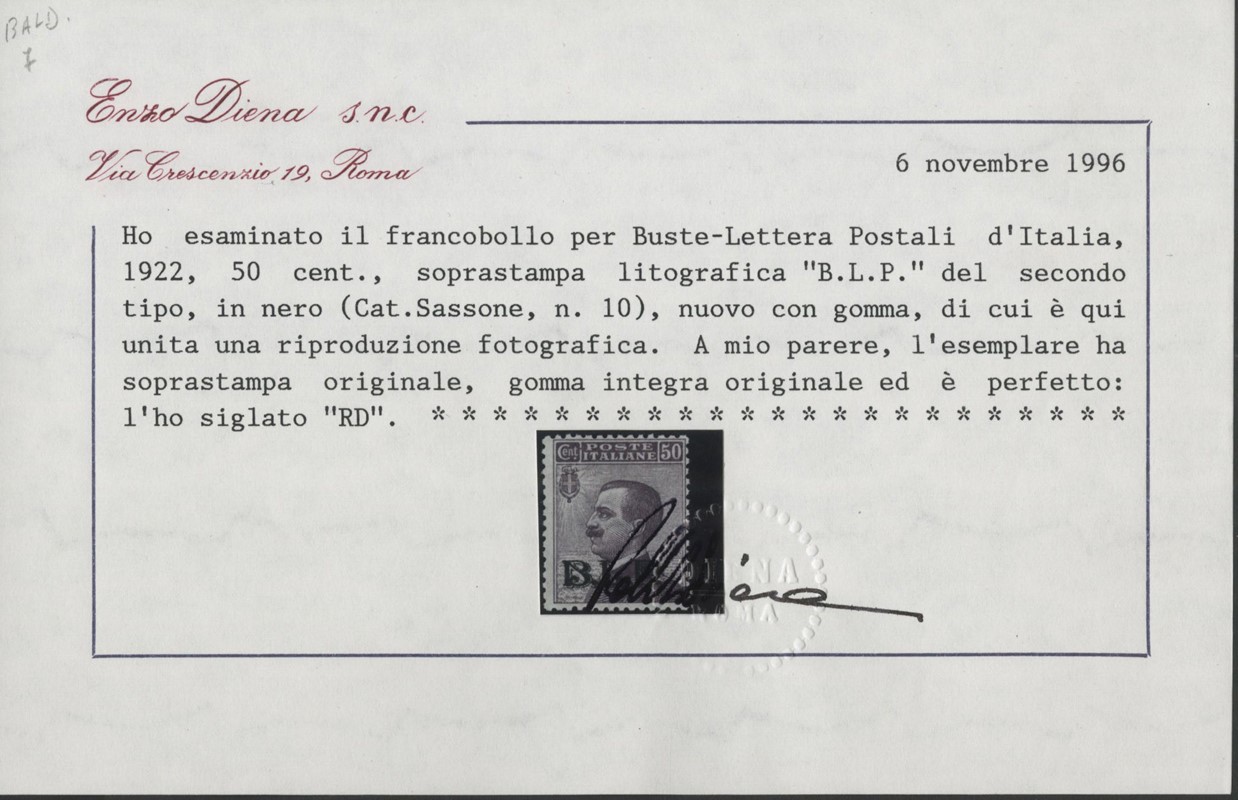 BALD.
7
Enzo Diena s.n.c.
Via Crescenzio 19, Roma
6 novembre 1996
Ho esaminato il francobollo per Buste-Lettera Postali d'Italia,
1922, 50 cent., soprastampa litografica "B.L.P." del secondo
tipo, in nero (Cat.Sassone, n. 10), nuovo con gomma, di cui è qui
unita una riproduzione fotografica. A mio parere, l'esemplare ha
soprastampa originale, gomma integra originale ed è perfetto:
l'ho siglato "RD". * * * * * * * * * * * * * * * * * * * * * * *
Cent. POSTE ITALIANE 50